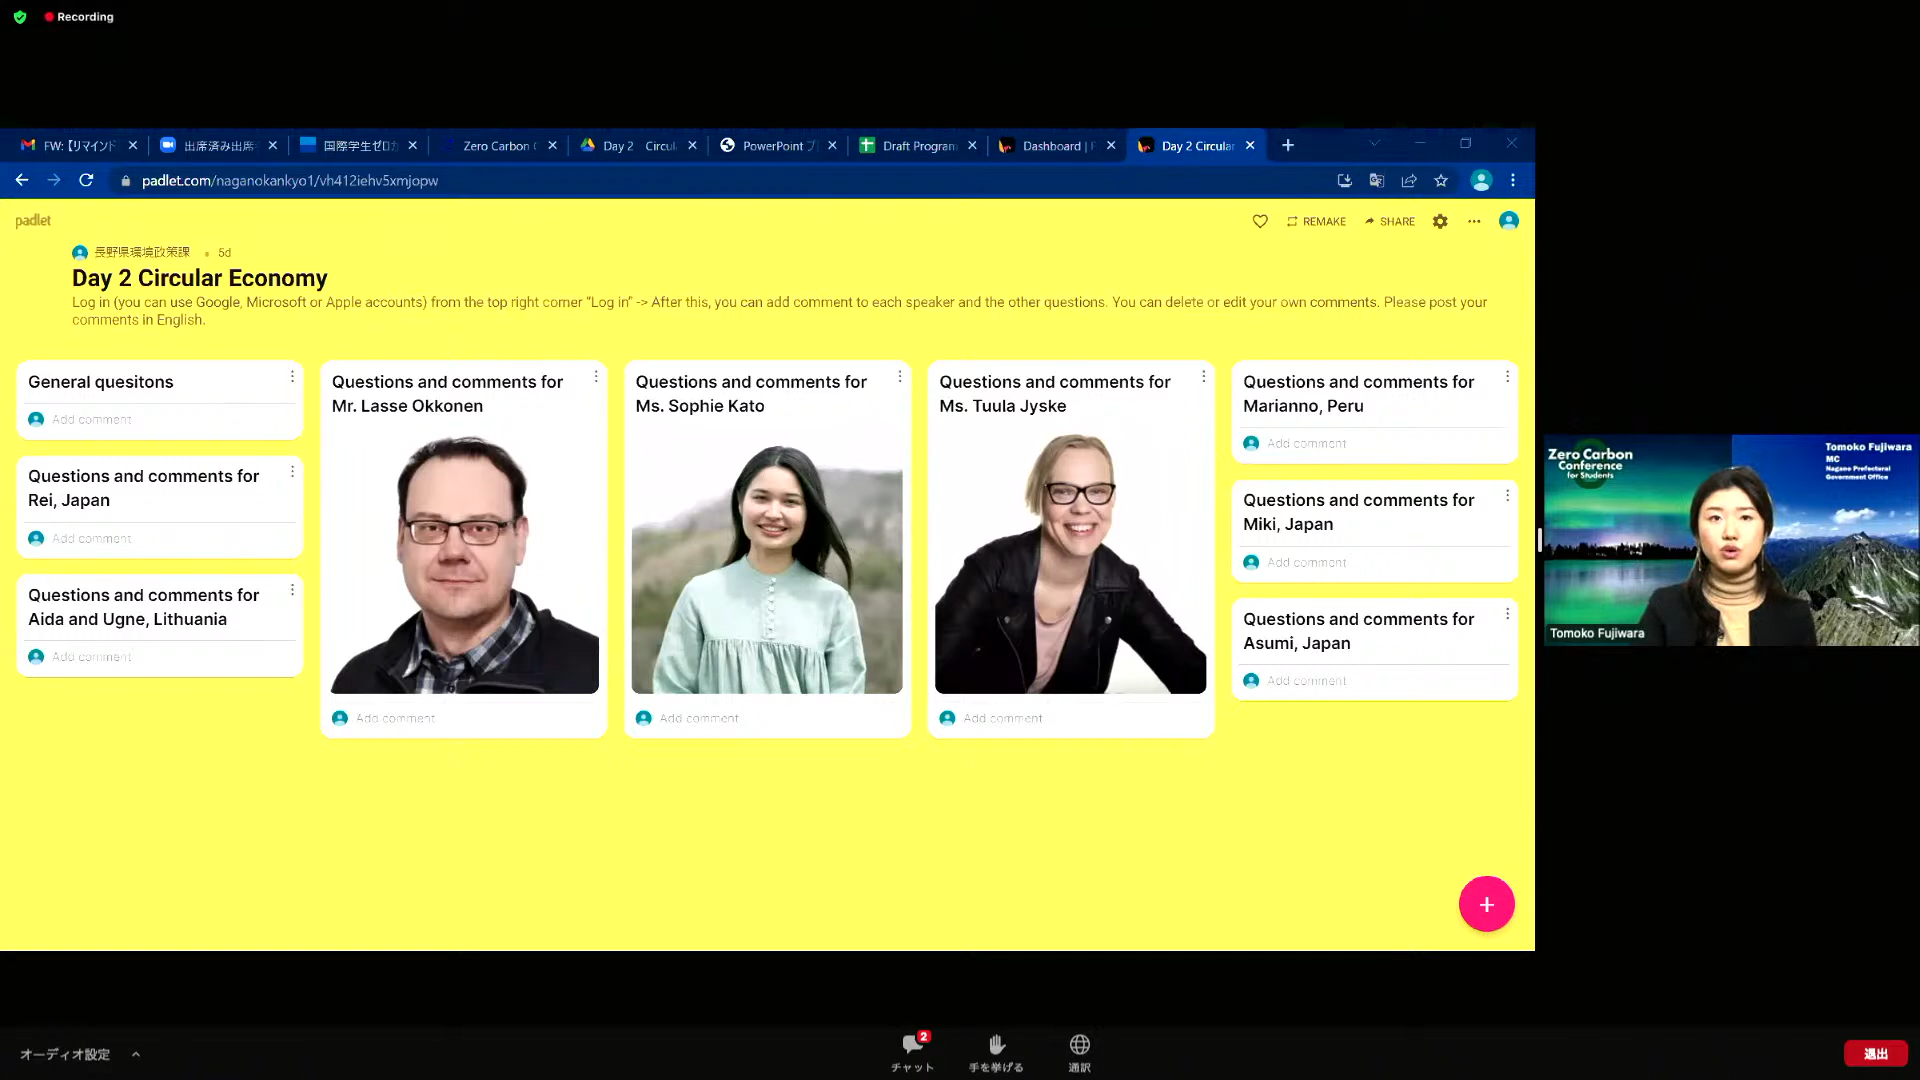 Recording
FW:【リマインド
出席済み出席
国際学生ゼロカ
Zero Carbon C
Day 2 Circul
PowerPoint プ
Draft Program
Dashboard | P
Day 2 Circular
padlet.com/naganokankyo1/vh412iehv5xmjopw
padlet
REMAKE
SHARE
長野県環境政策課 • 5d
Day 2 Circular Economy
Log in (you can use Google, Microsoft or Apple accounts) from the top right corner “Log in” -> After this, you can add comment to each speaker and the other questions. You can delete or edit your own comments. Please post your
comments in English.
General quesitons
Add comment
Questions and comments for
Rei, Japan
Add comment
Questions and comments for
Aida and Ugne, Lithuania
Add comment
Questions and comments for
Mr. Lasse Okkonen
Add comment
Questions and comments for
Ms. Sophie Kato
Add comment
Questions and comments for
Ms. Tuula Jyske
Add comment
Questions and comments for
Marianno, Peru
Add comment
Questions and comments for
Miki, Japan
Add comment
Questions and comments for
Asumi, Japan
Add comment
Zero Carbon
Conference
for Students
Tomoko Fujiwara
MC
Nagano Prefectural
Government Office
Tomoko Fujiwara
オーディオ設定
2
チャット
手を挙げる
通訳
退出